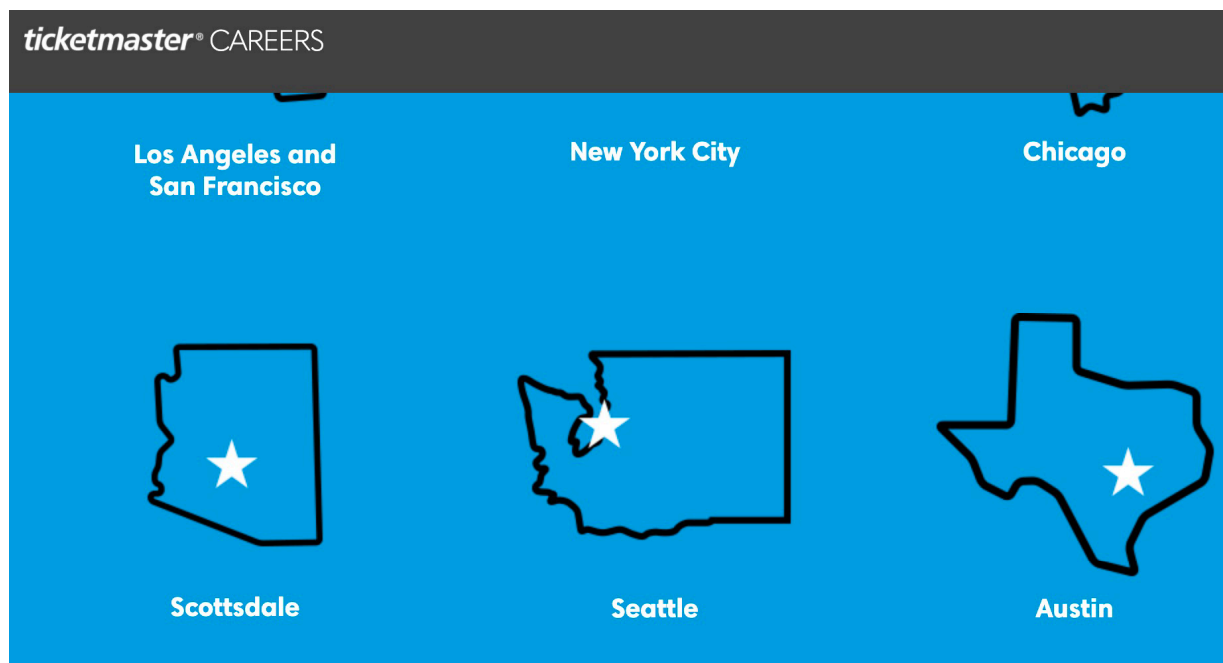 ticketmaster® CAREERS
Los Angeles and
San Francisco
New York City
Chicago
Scottsdale
Seattle
Austin